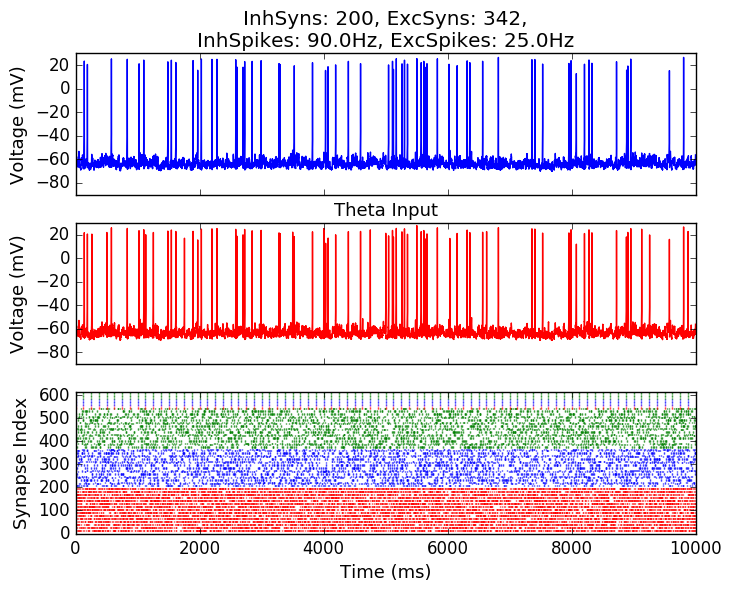 InhSyns: 200, ExcSyns: 342,
InhSpikes: 90.0Hz, ExcSpikes: 25.0Hz
20
0
−20
−40
−60
−80
Voltage (mV)
Theta Input
20
0
−20
−40
−60
−80
Voltage (mV)
600
500
400
300
200
100
0
Synapse Index
0 2000 4000 6000 8000 10000
Time (ms)